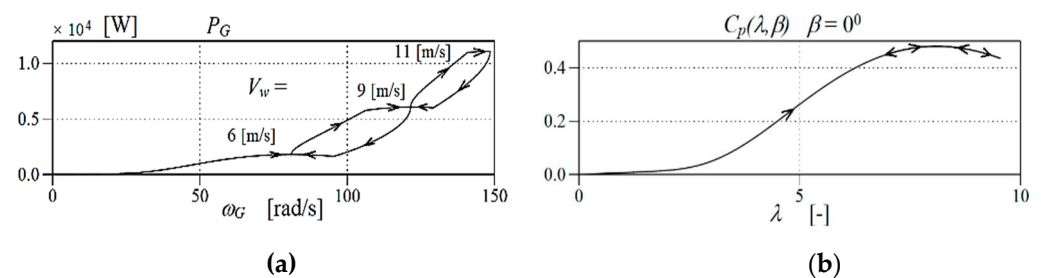 × 10⁴ [W] P_G
11 [m/s]
1.0
V_w =
9 [m/s]
0.5
6 [m/s]
0.0
0 50 100 150
ω_G [rad/s]
(a)
C_p(λ,β) β = 0⁰
0.4
0.2
0.0
0 5 10
λ [-]
(b)